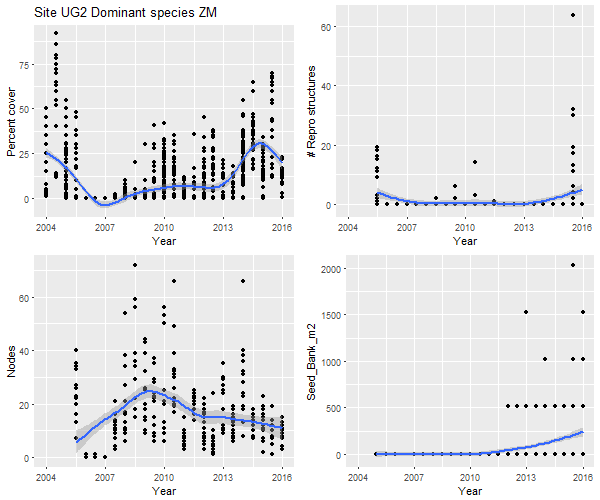 Site UG2 Dominant species ZM
Percent cover
75
50
25
0
2004 2007 2010 2013 2016
Year
# Repro structures
60
40
20
0
2004 2007 2010 2013 2016
Year
Nodes
60
40
20
0
2004 2007 2010 2013 2016
Year
Seed_Bank_m2
2000
1500
1000
500
0
2004 2007 2010 2013 2016
Year